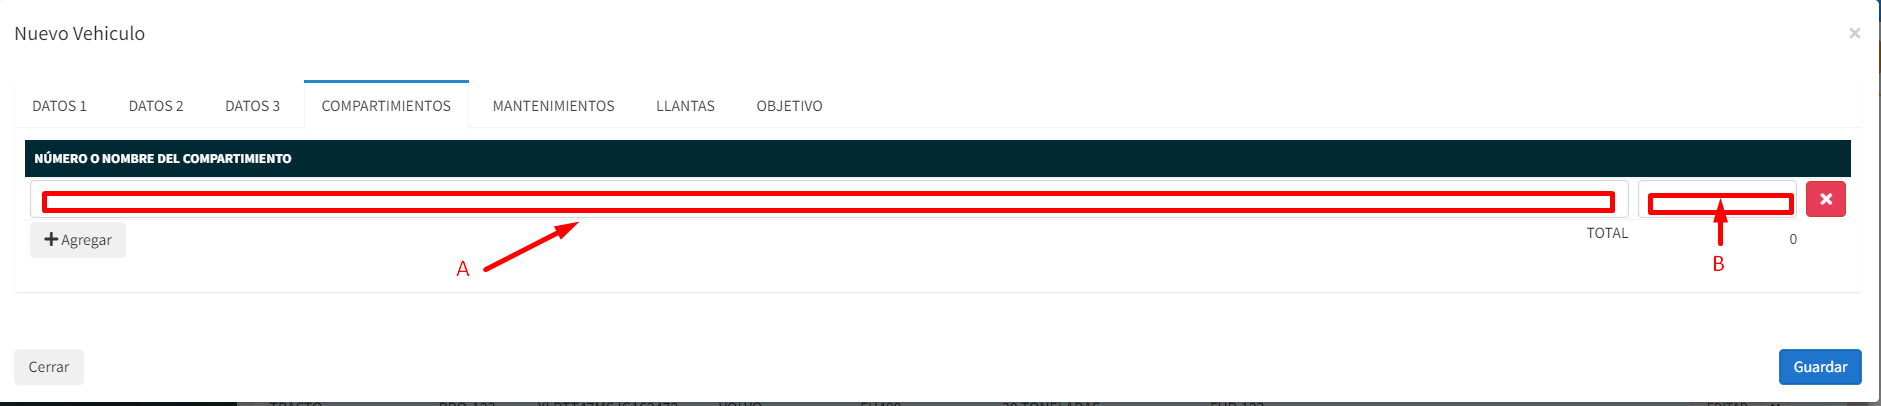 Nuevo Vehiculo ×
DATOS 1 DATOS 2 DATOS 3 COMPARTIMIENTOS MANTENIMIENTOS LLANTAS OBJETIVO
NÚMERO O NOMBRE DEL COMPARTIMIENTO
Agregar TOTAL 0
A B
Cerrar Guardar